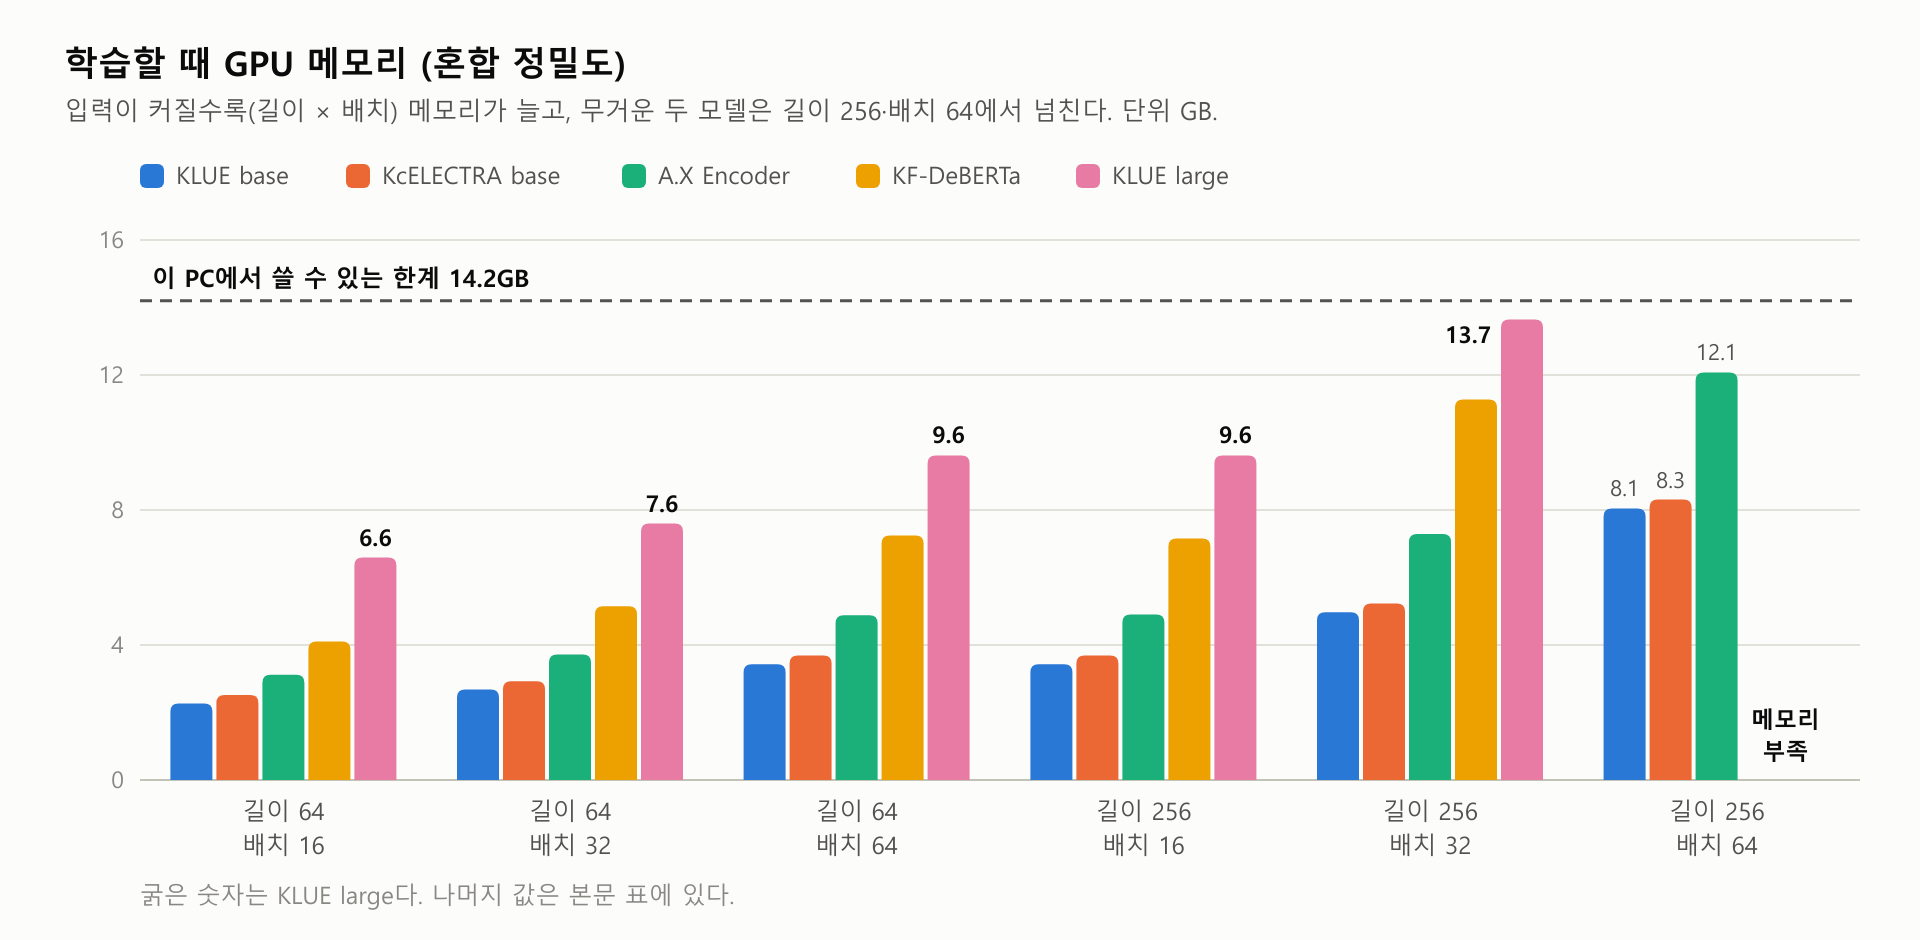 학습할 때 GPU 메모리 (혼합 정밀도)
입력이 커질수록(길이 × 배치) 메모리가 늘고, 무거운 두 모델은 길이 256·배치 64에서 넘친다. 단위 GB.
KLUE base
KcELECTRA base
A.X Encoder
KF-DeBERTa
KLUE large
16
이 PC에서 쓸 수 있는 한계 14.2GB
13.7
12.1
12
9.6
9.6
8.1
8.3
7.6
8
6.6
4
메모리
부족
0
길이 64
배치 16
길이 64
배치 32
길이 64
배치 64
길이 256
배치 16
길이 256
배치 32
길이 256
배치 64
굵은 숫자는 KLUE large다. 나머지 값은 본문 표에 있다.